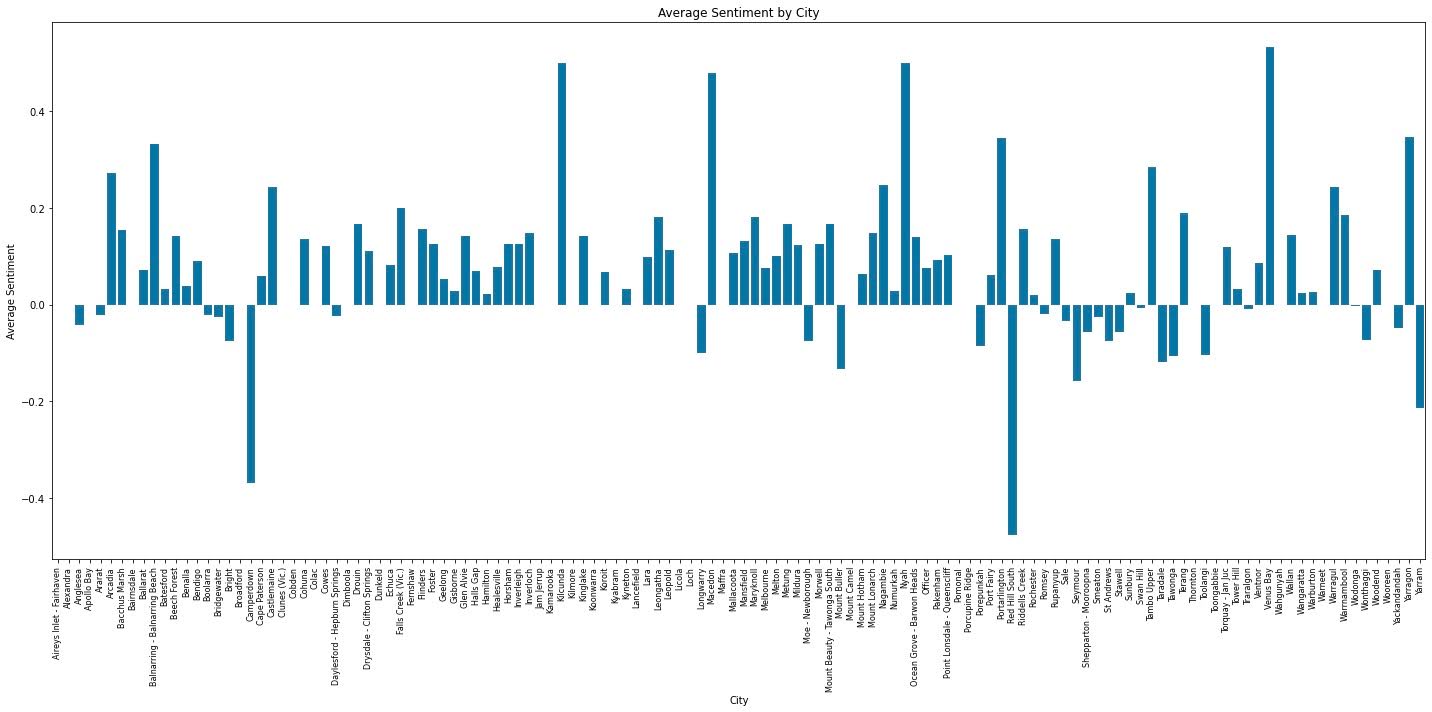 Average Sentiment by City
Average Sentiment
0.4
0.2
0.0
−0.2
−0.4
Aireys Inlet - Fairhaven
Alexandra
Anglesea
Apollo Bay
Ararat
Arcadia
Bacchus Marsh
Bairnsdale
Ballarat
Balnarring - Balnarring Beach
Batesford
Beech Forest
Benalla
Bendigo
Boolarra
Bridgewater
Bright
Broadford
Camperdown
Cape Paterson
Castlemaine
Clunes (Vic.)
Cobden
Cohuna
Colac
Cowes
Daylesford - Hepburn Springs
Dimboola
Drouin
Drysdale - Clifton Springs
Dunkeld
Echuca
Falls Creek (Vic.)
Fernshaw
Flinders
Foster
Geelong
Gisborne
Glen Alvie
Halls Gap
Hamilton
Healesville
Horsham
Inverleigh
Inverloch
Jam Jerrup
Kamarooka
Kilcunda
Kilmore
Kinglake
Koonwarra
Koroit
Kyabram
Kyneton
Lancefield
Lara
Leongatha
Leopold
Licola
Loch
Longwarry
Macedon
Maffra
Mallacoota
Mansfield
Maryknoll
Melbourne
Melton
Metung
Mildura
Moe - Newborough
Morwell
Mount Beauty - Tawonga South
Mount Buller
Mount Camel
Mount Hotham
Mount Lonarch
Nagambie
Numurkah
Nyah
Ocean Grove - Barwon Heads
Officer
Pakenham
Point Lonsdale - Queenscliff
Pomonal
Porcupine Ridge
Porepunkah
Port Fairy
Portarlington
Red Hill South
Riddells Creek
Rochester
Romsey
Rupanyup
Sale
Seymour
Shepparton - Mooroopna
Smeaton
St Andrews
Stawell
Sunbury
Swan Hill
Tambo Upper
Taradale
Tawonga
Terang
Thornton
Toolangi
Toongabbie
Torquay - Jan Juc
Tower Hill
Traralgon
Ventnor
Venus Bay
Wahgunyah
Wallan
Wangaratta
Warburton
Warneet
Warragul
Warrnambool
Wodonga
Wonthaggi
Woodend
Wooreen
Yackandandah
Yarragon
Yarram
City